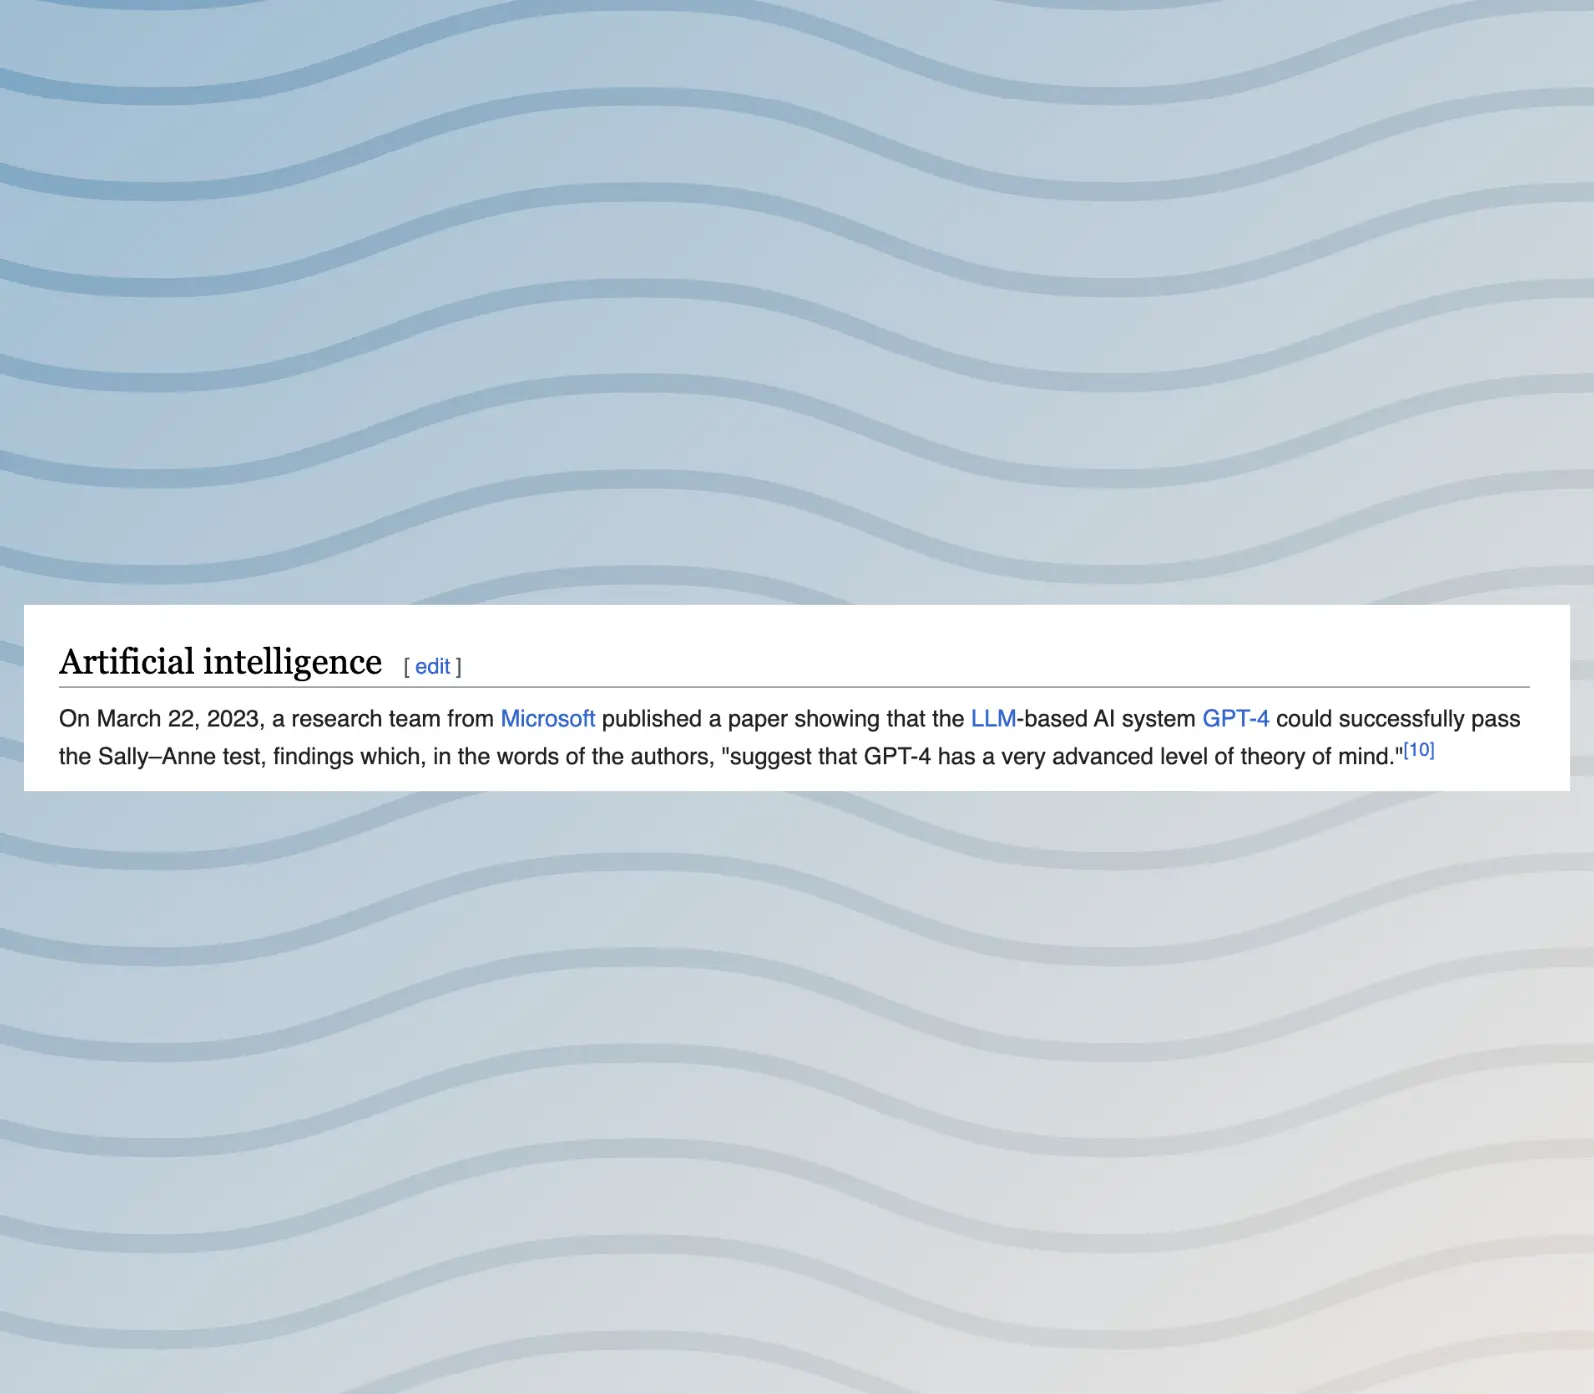 Artificial intelligence [ edit ]
On March 22, 2023, a research team from Microsoft published a paper showing that the LLM-based AI system GPT-4 could successfully pass
the Sally–Anne test, findings which, in the words of the authors, "suggest that GPT-4 has a very advanced level of theory of mind."[10]